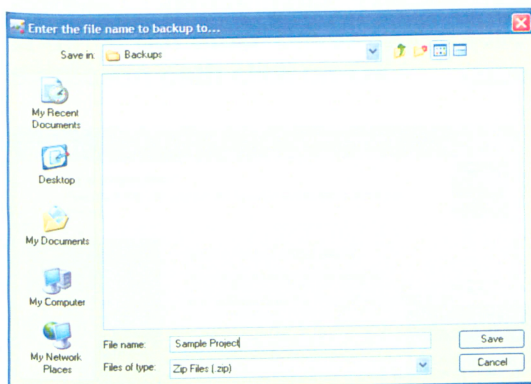 Enter the file name to backup to...
Save in: Backups
My Recent
Documents
Desktop
My Documents
My Computer
My Network
Places
File name: Sample Project
Save
Files of type: Zip Files (.zip)
Cancel